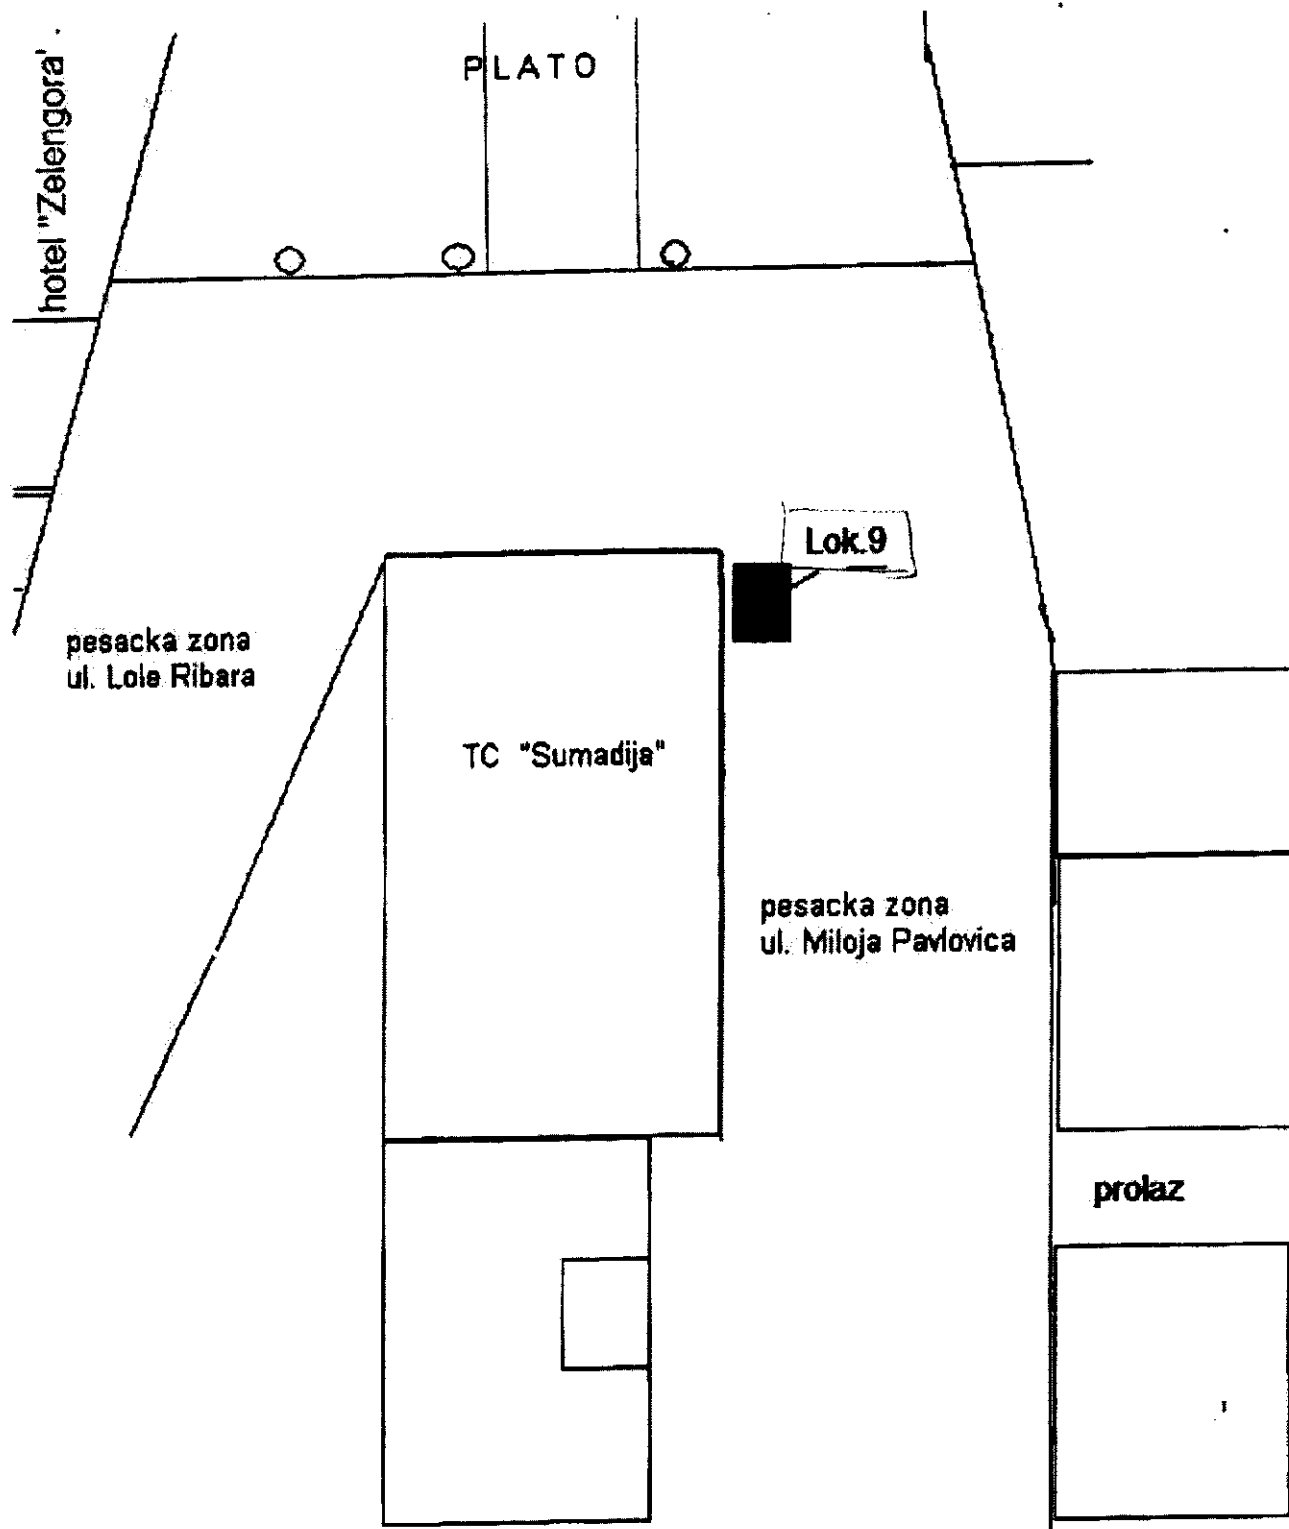 hotel "Zelengora'
PLATO
Lok.9
pesacka zona
ul. Lole Ribara
TC "Sumadija"
pesacka zona
ul. Miloja Pavlovica
prolaz